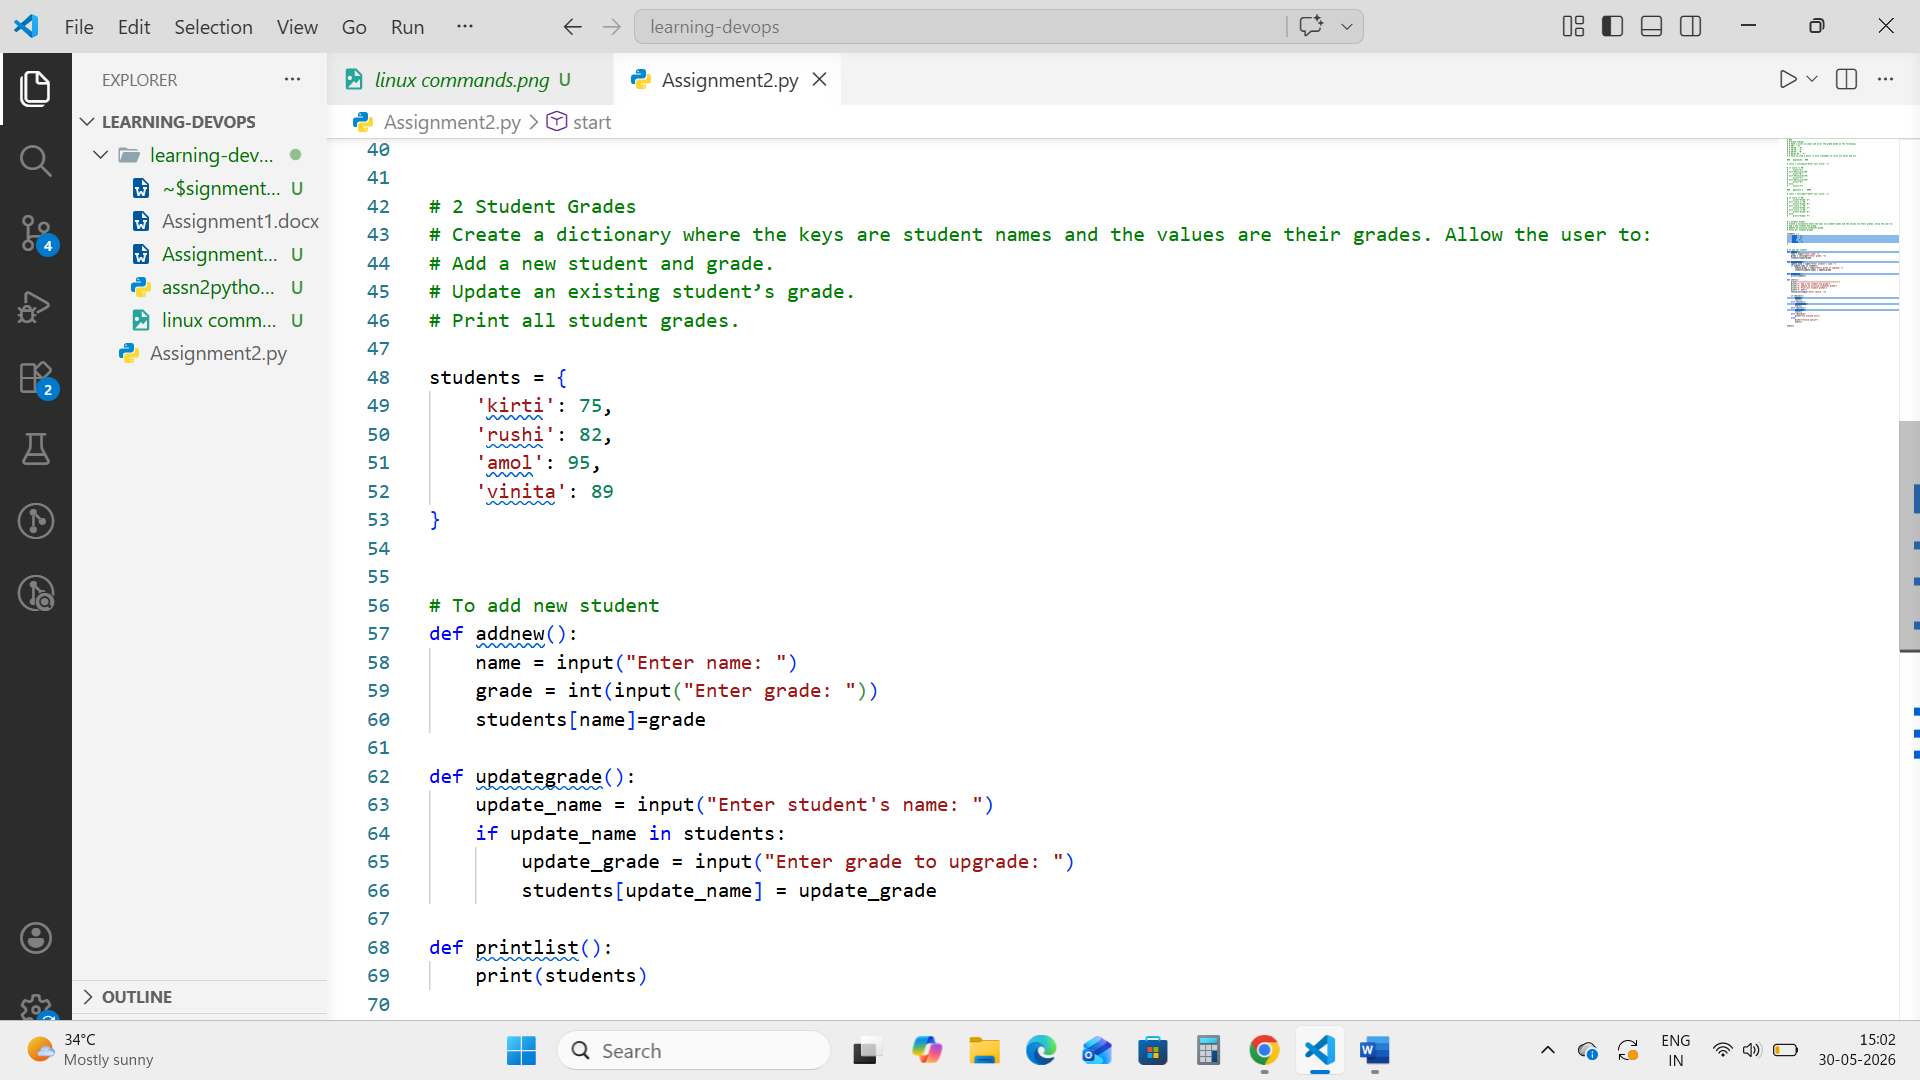 File Edit Selection View Go Run ···
learning-devops
EXPLORER ···
LEARNING-DEVOPS
learning-dev...
~$signment... U
Assignment1.docx
Assignment... U
assn2pytho... U
linux comm... U
Assignment2.py
OUTLINE
4
2
linux commands.png U
Assignment2.py
Assignment2.py > start
40
41
42 # 2 Student Grades
43 # Create a dictionary where the keys are student names and the values are their grades. Allow the user to:
44 # Add a new student and grade.
45 # Update an existing student’s grade.
46 # Print all student grades.
47
48 students = {
49 'kirti': 75,
50 'rushi': 82,
51 'amol': 95,
52 'vinita': 89
53 }
54
55
56 # To add new student
57 def addnew():
58 name = input("Enter name: ")
59 grade = int(input("Enter grade: "))
60 students[name]=grade
61
62 def updategrade():
63 update_name = input("Enter student's name: ")
64 if update_name in students:
65 update_grade = input("Enter grade to upgrade: ")
66 students[update_name] = update_grade
67
68 def printlist():
69 print(students)
70
34°C
Mostly sunny
Search
ENG
IN
15:02
30-05-2026